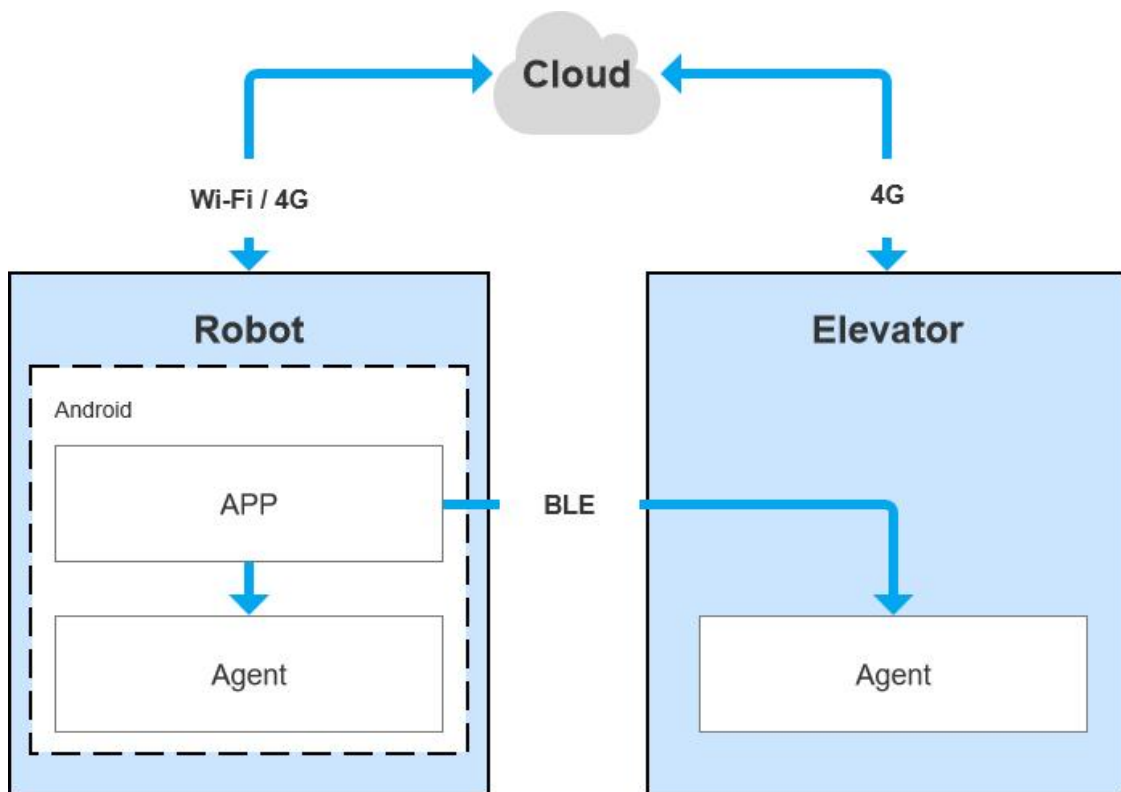 Cloud
Wi-Fi / 4G
4G
Robot
Elevator
Android
APP
BLE
Agent
Agent